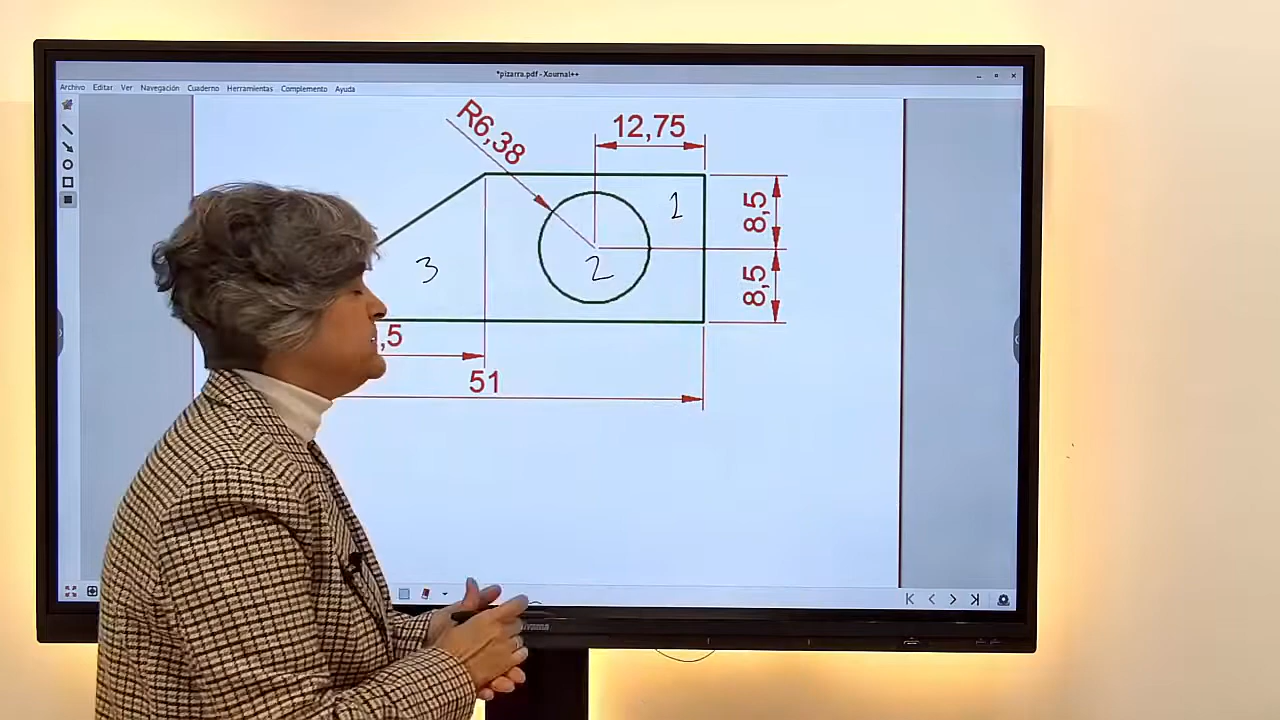 *pizarra.pdf - Xournal++
Archivo Editar Ver Navegación Cuaderno Herramientas Complemento Ayuda
R6,38
12,75
1
8,5
3
2
8,5
,5
51